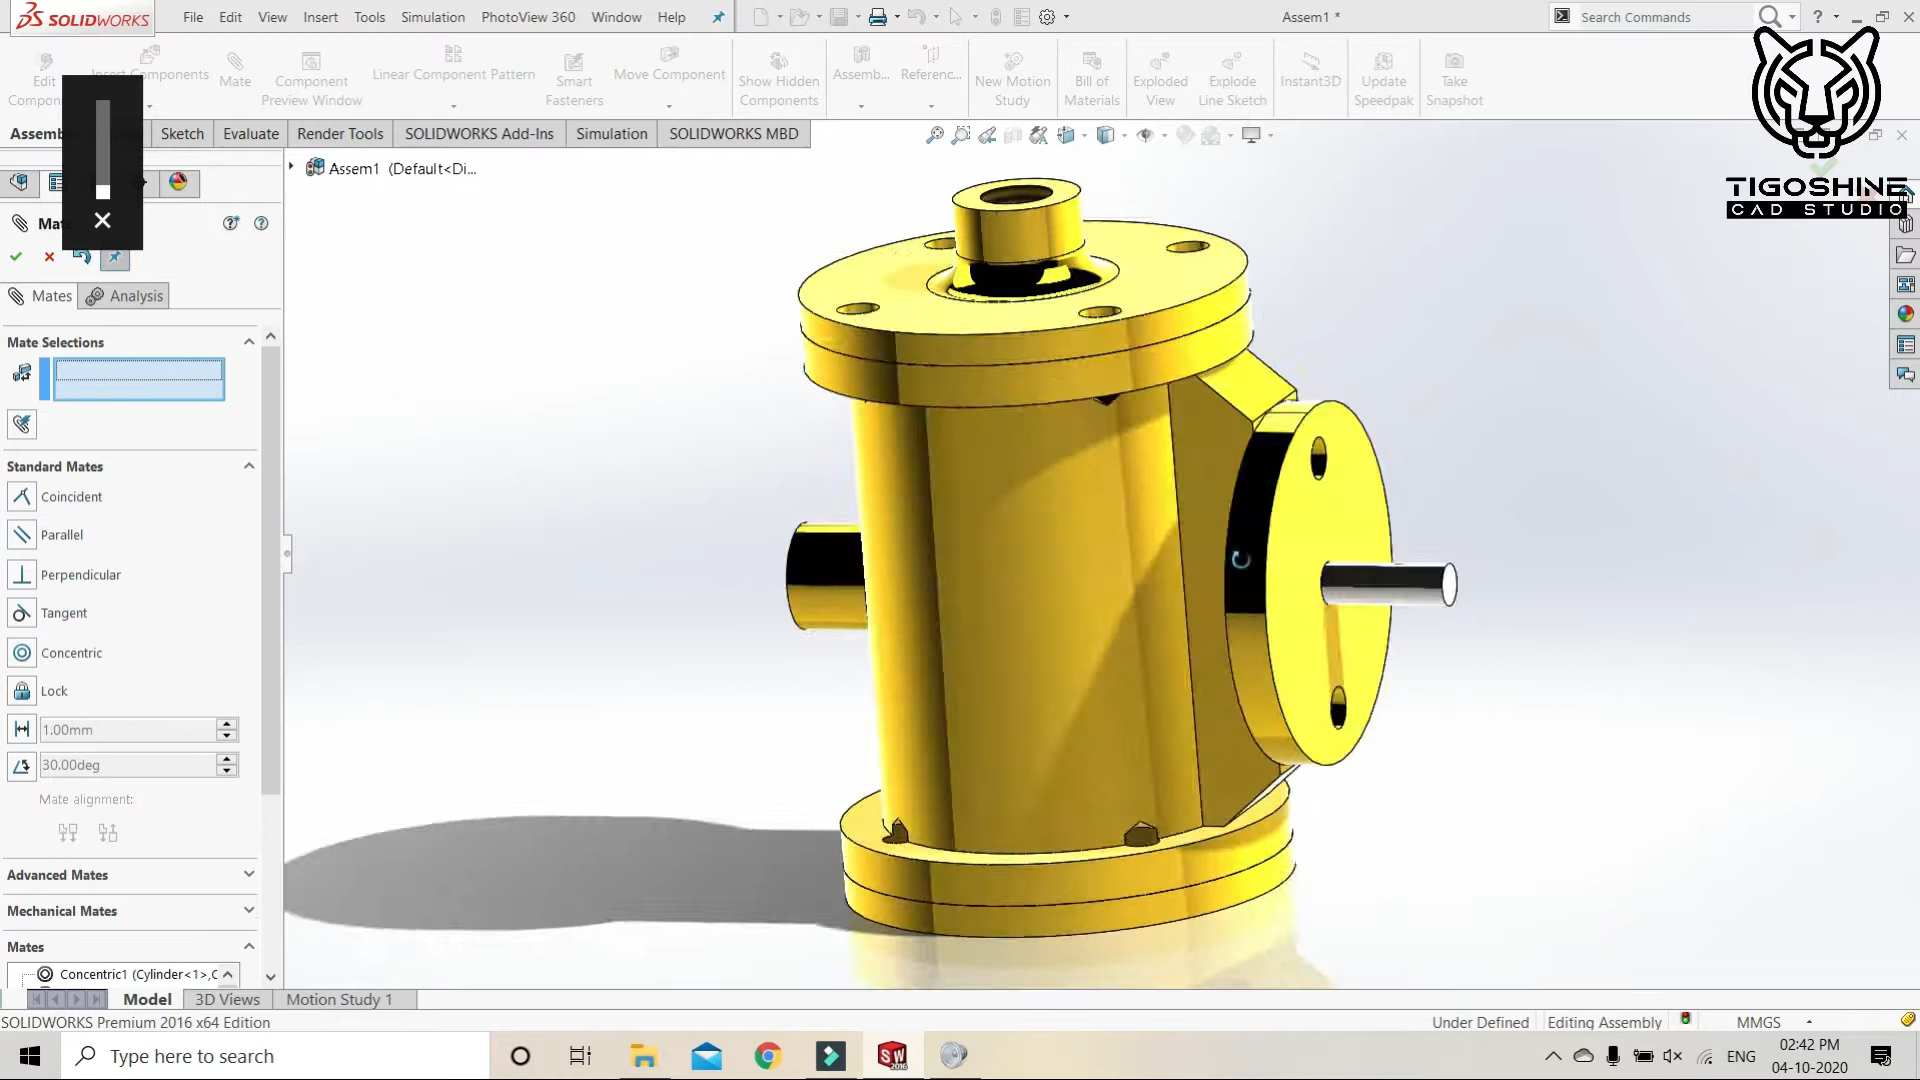 SOLIDWORKS
File Edit View Insert Tools Simulation PhotoView 360 Window Help
Assem1 *
Search Commands
Edit
Compon
Insert Components
Mate
Component
Preview Window
Linear Component Pattern
Smart
Fasteners
Move Component
Show Hidden
Components
Assemb...
Referenc...
New Motion
Study
Bill of
Materials
Exploded
View
Explode
Line Sketch
Instant3D
Update
Speedpak
Take
Snapshot
Assemb Sketch Evaluate Render Tools SOLIDWORKS Add-Ins Simulation SOLIDWORKS MBD
TIGOSHINE
CAD STUDIO
Assem1 (Default<Di...
Mat
Mates Analysis
Mate Selections
Standard Mates
Coincident
Parallel
Perpendicular
Tangent
Concentric
Lock
1.00mm
30.00deg
Mate alignment:
Advanced Mates
Mechanical Mates
Mates
Concentric1 (Cylinder<1>,C
Model 3D Views Motion Study 1
SOLIDWORKS Premium 2016 x64 Edition
Under Defined Editing Assembly MMGS
Type here to search
SW
2016
ENG
02:42 PM
04-10-2020